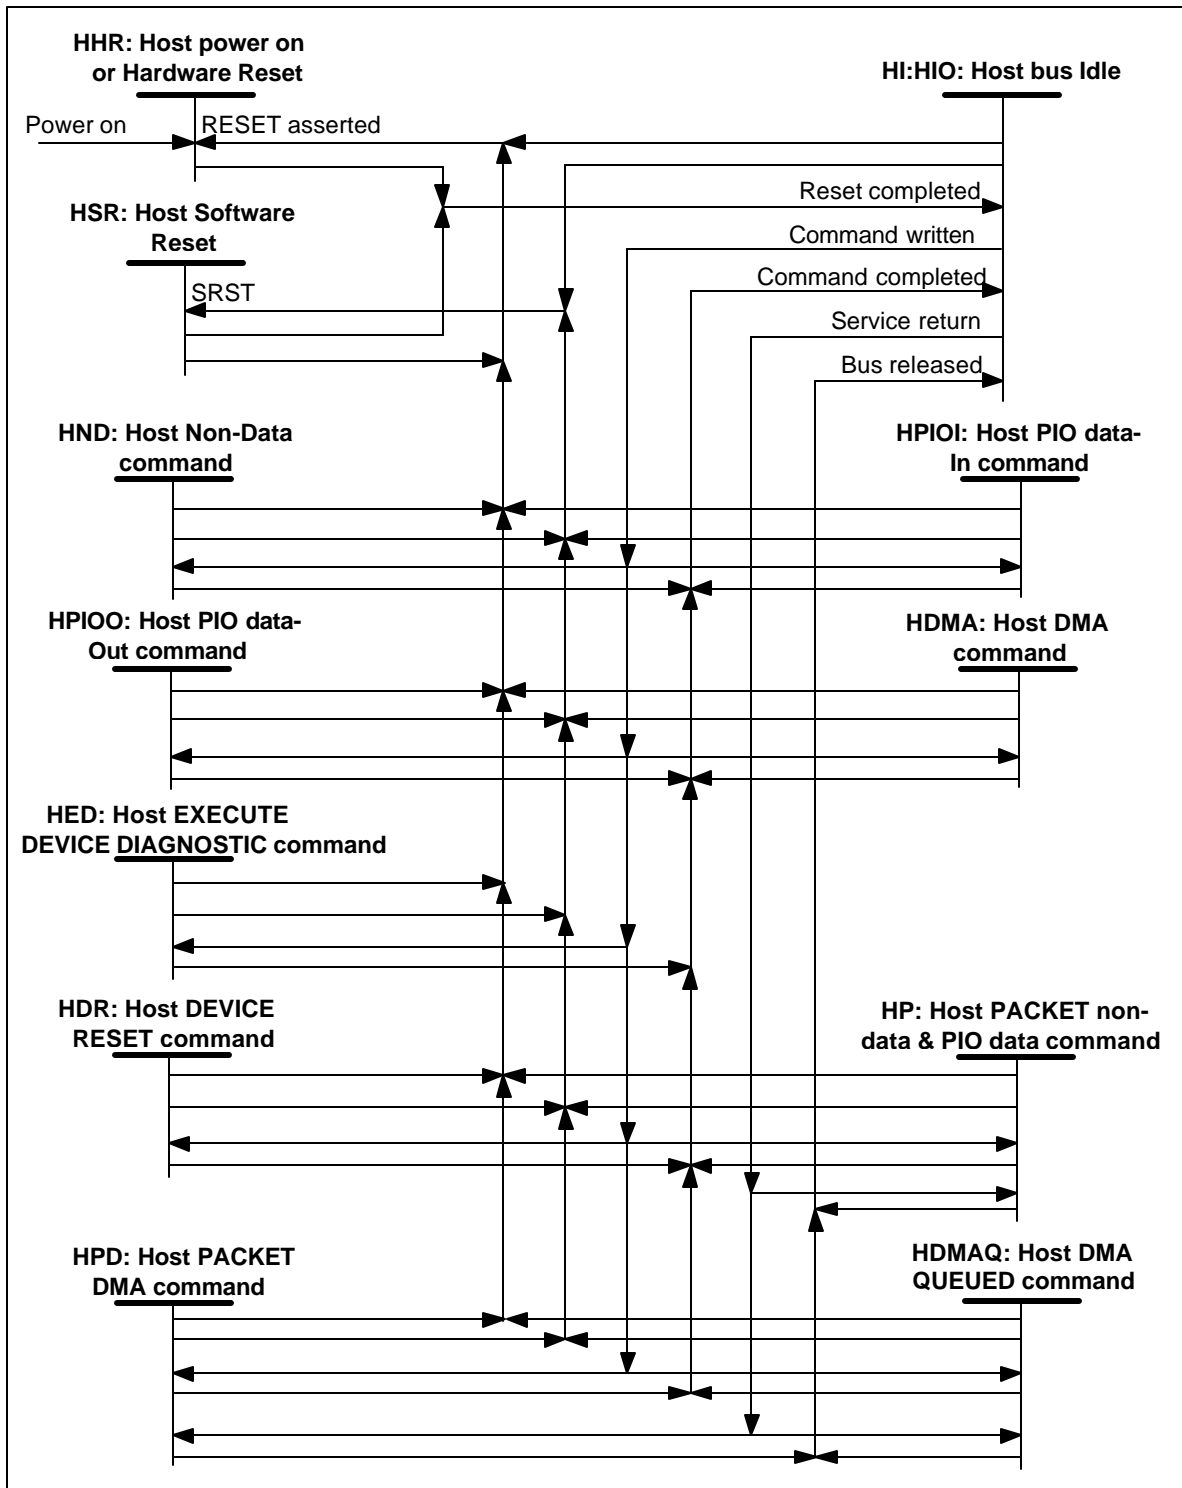 HHR: Host power on
or Hardware Reset
HI:HIO: Host bus Idle
Power on
RESET asserted
Reset completed
HSR: Host Software
Reset
Command written
Command completed
SRST
Service return
Bus released
HND: Host Non-Data
command
HPIOI: Host PIO data-
In command
HPIOO: Host PIO data-
Out command
HDMA: Host DMA
command
HED: Host EXECUTE
DEVICE DIAGNOSTIC command
HDR: Host DEVICE
RESET command
HP: Host PACKET non-
data & PIO data command
HPD: Host PACKET
DMA command
HDMAQ: Host DMA
QUEUED command